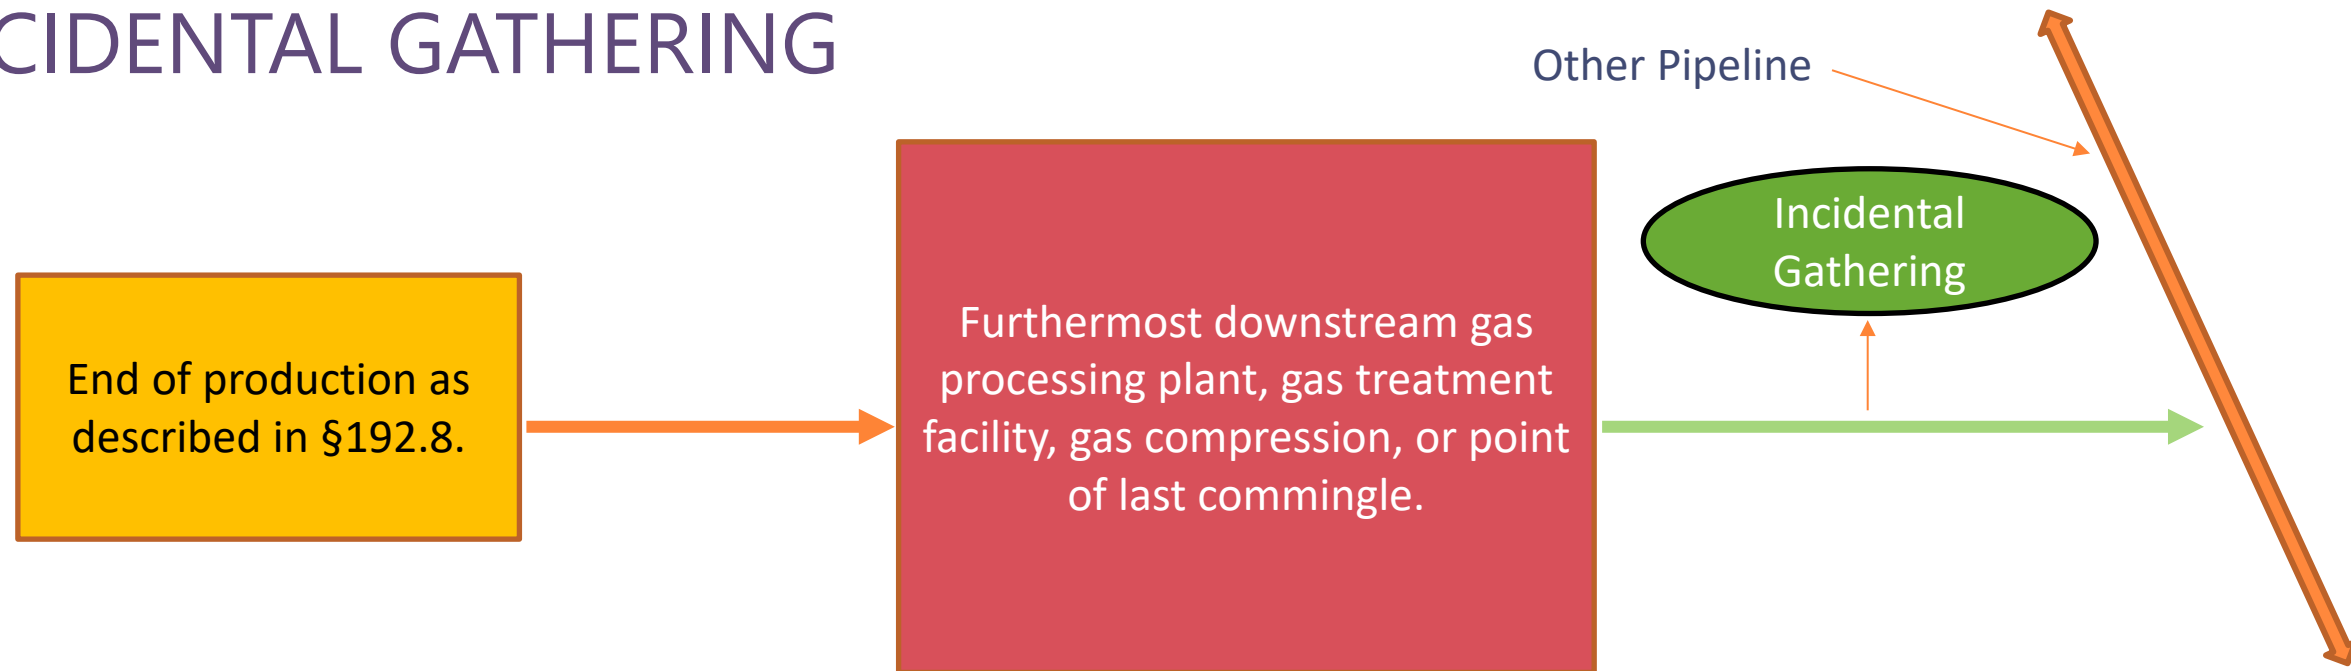 CIDENTAL GATHERING
Other Pipeline
Incidental
Gathering
End of production as
described in §192.8.
Furthermost downstream gas
processing plant, gas treatment
facility, gas compression, or point
of last commingle.